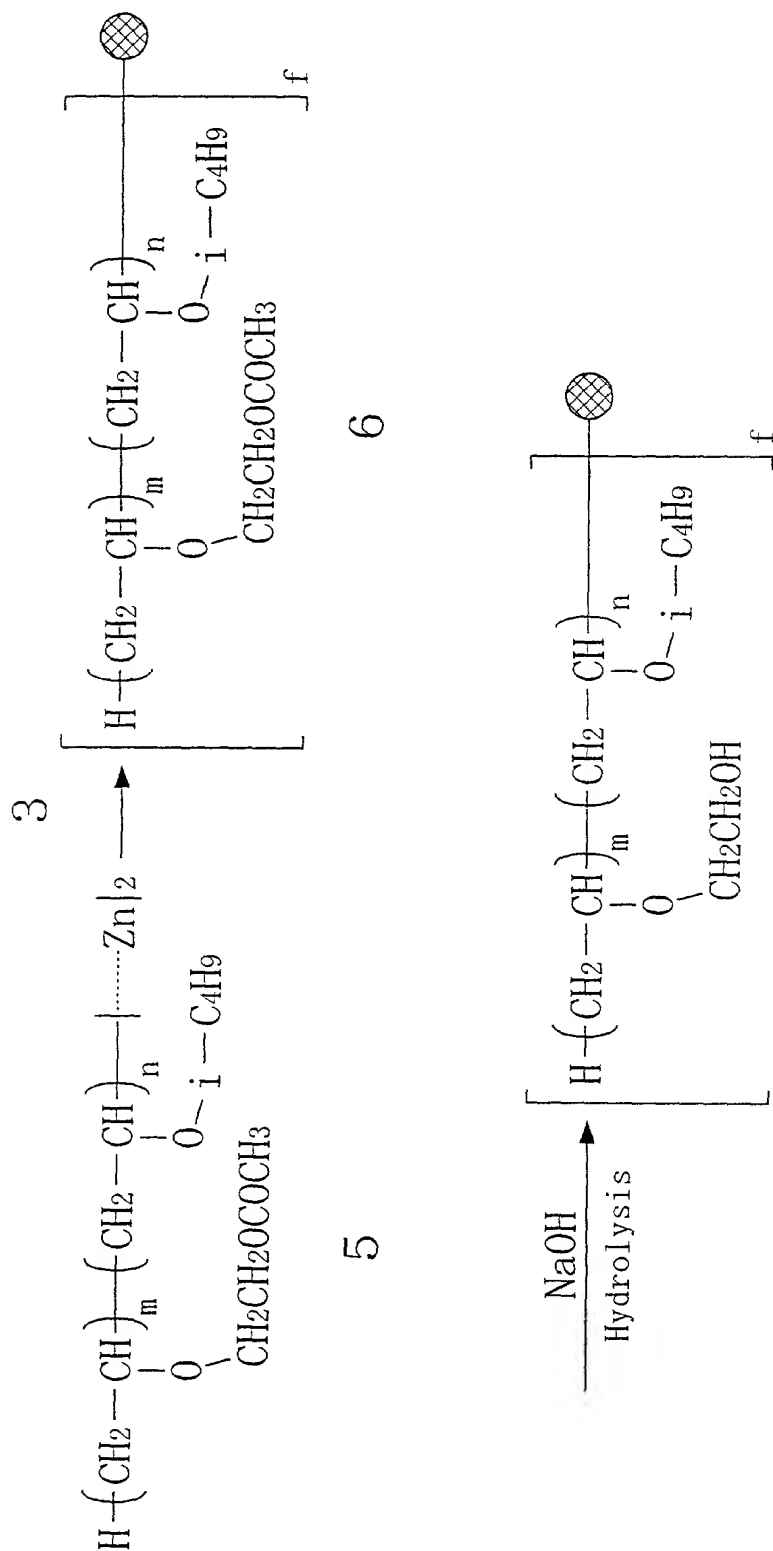 3
H—(CH2—CH)m—(CH2—CH)n—|·····Zn|2 ⟶ [H—(CH2—CH)m—(CH2—CH)n—]f
O O O O
CH2CH2OCOCH3 i—C4H9 CH2CH2OCOCH3 i—C4H9
5 6
NaOH
Hydrolysis
[H—(CH2—CH)m—(CH2—CH)n—]f
O O
CH2CH2OH i—C4H9